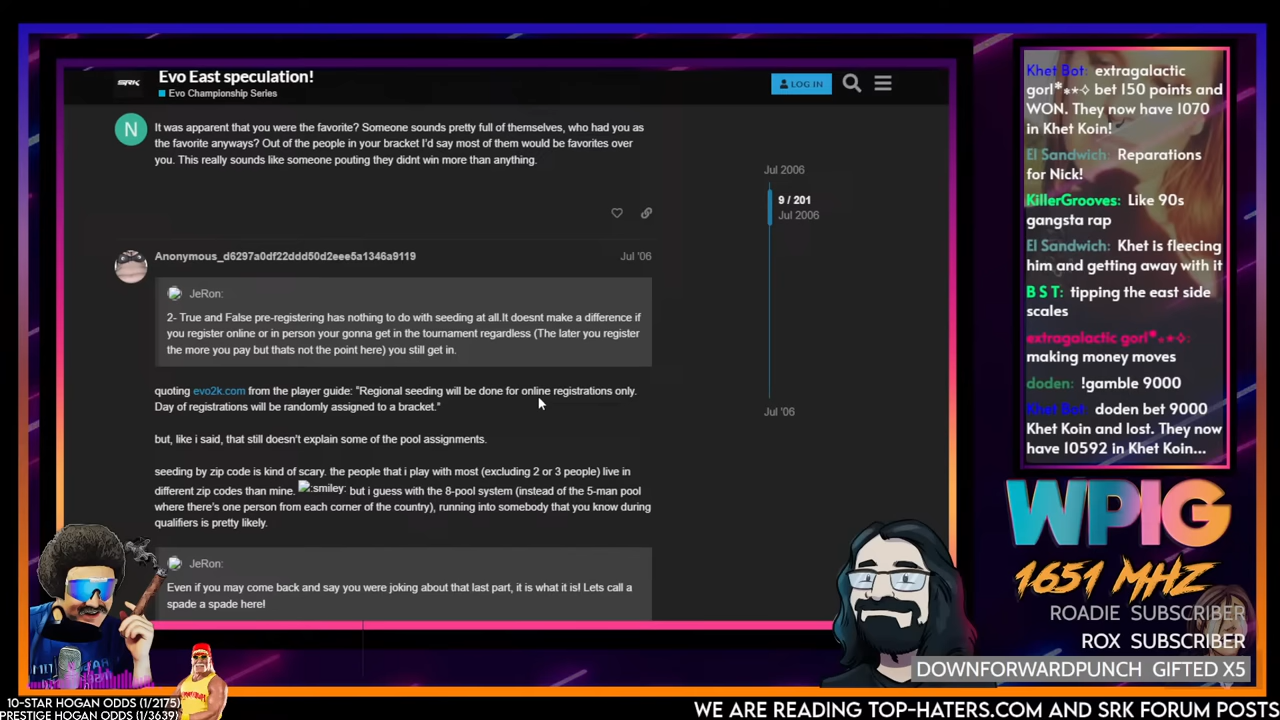 SRK
Evo East speculation!
Evo Championship Series
LOG IN
N
It was apparent that you were the favorite? Someone sounds pretty full of themselves, who had you as
the favorite anyways? Out of the people in your bracket I'd say most of them would be favorites over
you. This really sounds like someone pouting they didnt win more than anything.
Jul 2006
9 / 201
Jul 2006
Jul '06
Anonymous_d6297a0df22ddd50d2eee5a1346a9119
Jul '06
JeRon:
2- True and False pre-registering has nothing to do with seeding at all.It doesnt make a difference if
you register online or in person your gonna get in the tournament regardless (The later you register
the more you pay but thats not the point here) you still get in.
quoting evo2k.com from the player guide: "Regional seeding will be done for online registrations only.
Day of registrations will be randomly assigned to a bracket."
but, like i said, that still doesn't explain some of the pool assignments.
seeding by zip code is kind of scary. the people that i play with most (excluding 2 or 3 people) live in
different zip codes than mine. :smiley: but i guess with the 8-pool system (instead of the 5-man pool
where there's one person from each corner of the country), running into somebody that you know during
qualifiers is pretty likely.
JeRon:
Even if you may come back and say you were joking about that last part, it is what it is! Lets call a
spade a spade here!
Khet Bot: extragalactic
gorl*⋆⁎✧ bet 150 points and
WON. They now have 1070
in Khet Koin!
El Sandwich: Reparations
for Nick!
KillerGrooves: Like 90s
gangsta rap
El Sandwich: Khet is fleecing
him and getting away with it
B S T: tipping the east side
scales
extragalactic gorl*⋆⁎✧:
making money moves
doden: !gamble 9000
Khet Bot: doden bet 9000
Khet Koin and lost. They now
have 10592 in Khet Koin...
WPIG
1651 MHZ
ROADIE SUBSCRIBER
ROX SUBSCRIBER
DOWNFORWARDPUNCH GIFTED X5
10-STAR HOGAN ODDS (1/2175)
PRESTIGE HOGAN ODDS (1/3639)
WE ARE READING TOP-HATERS.COM AND SRK FORUM POSTS